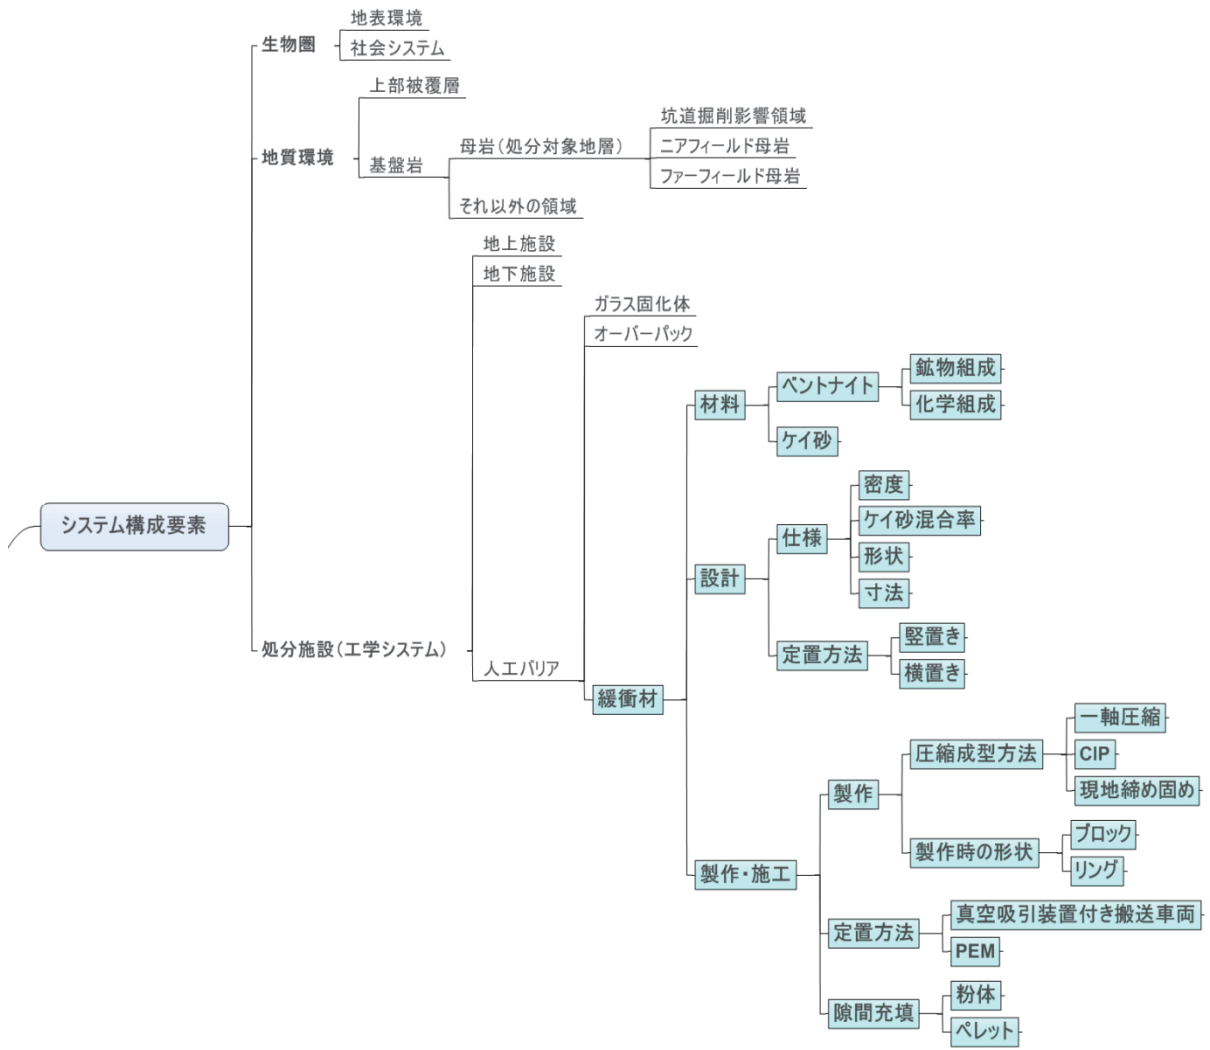 システム構成要素
生物圏
地表環境
社会システム
地質環境
上部被覆層
基盤岩
母岩(処分対象地層)
坑道掘削影響領域
ニアフィールド母岩
ファーフィールド母岩
それ以外の領域
処分施設(工学システム)
地上施設
地下施設
人工バリア
ガラス固化体
オーバーパック
緩衝材
材料
ベントナイト
鉱物組成
化学組成
ケイ砂
設計
仕様
密度
ケイ砂混合率
形状
寸法
定置方法
竪置き
横置き
製作・施工
製作
圧縮成型方法
一軸圧縮
CIP
現地締め固め
製作時の形状
ブロック
リング
定置方法
真空吸引装置付き搬送車両
PEM
隙間充填
粉体
ペレット